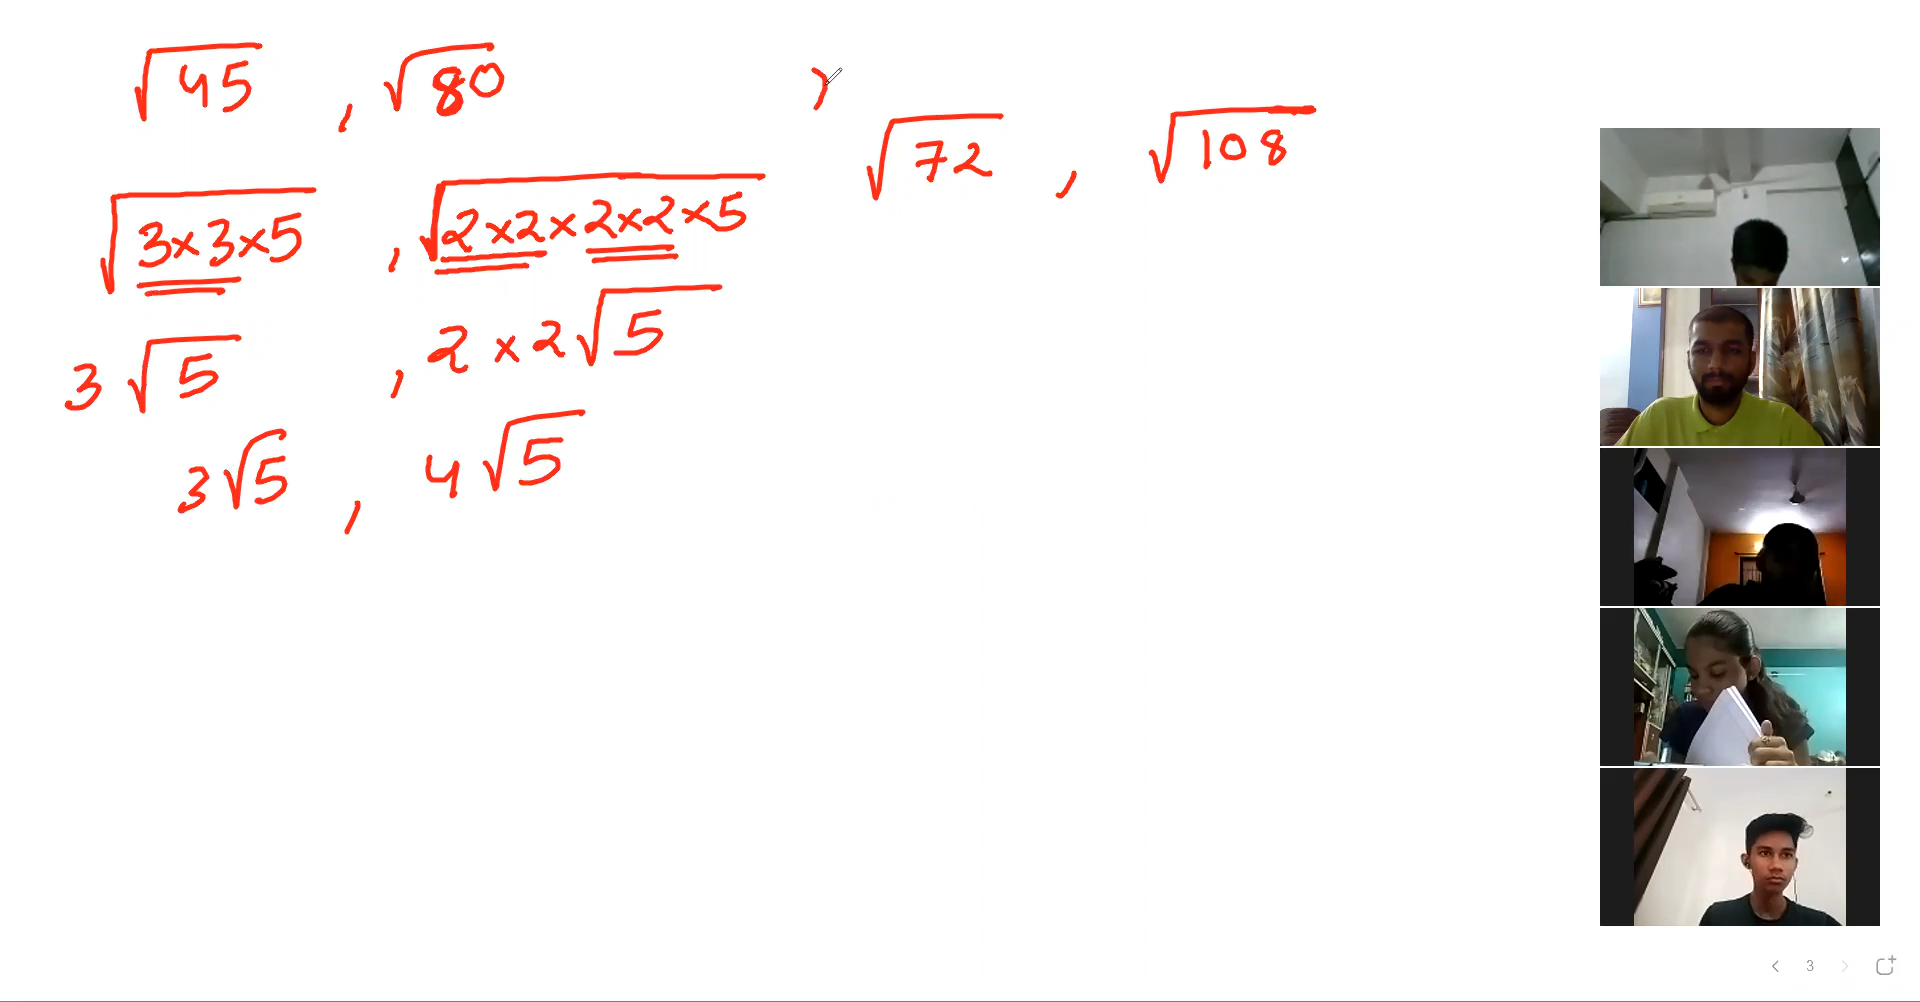 √45 , √80
√72 , √108
√3×3×5 , √2×2×2×2×5
3√5 , 2×2√5
3√5 , 4√5
3